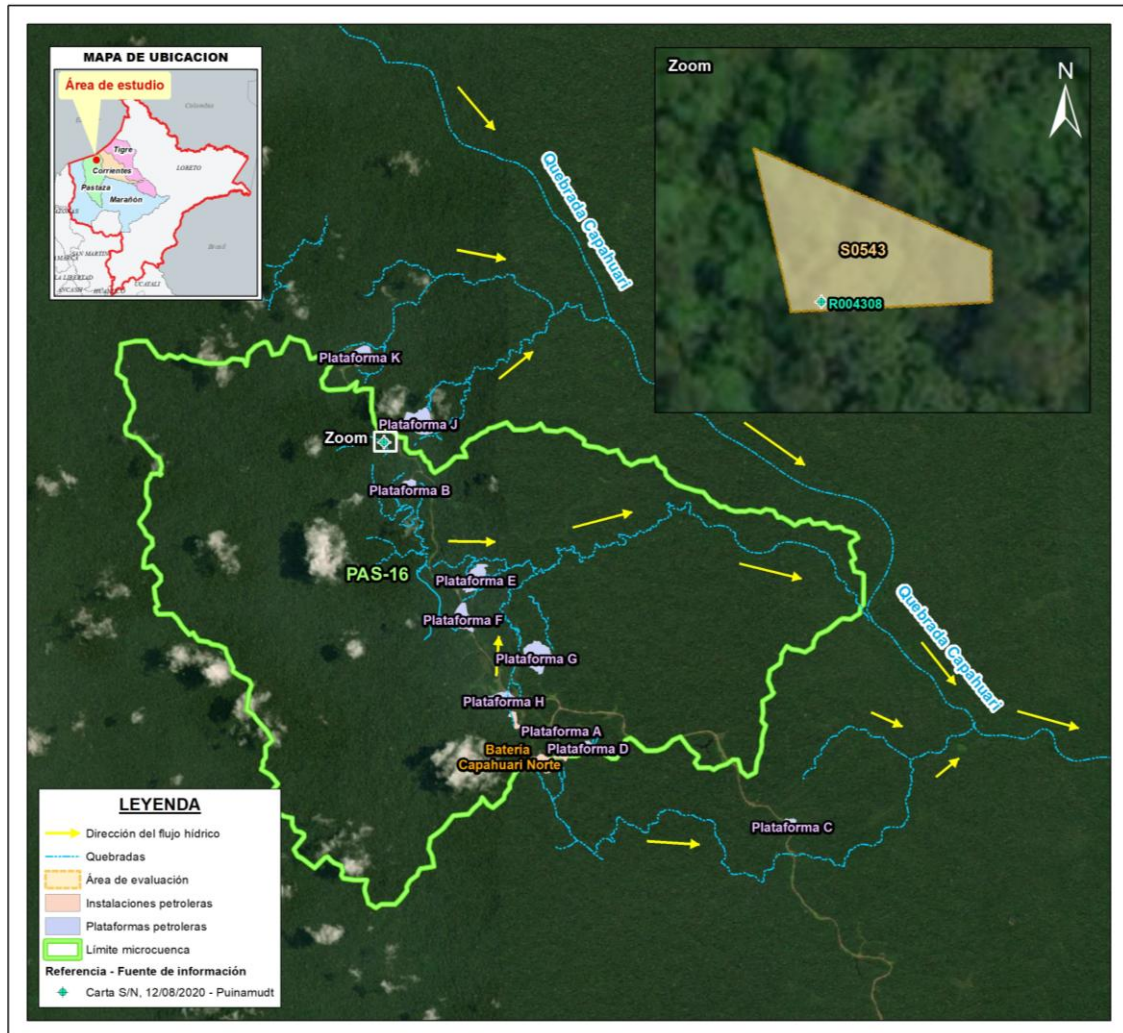 MAPA DE UBICACION
Área de estudio
Colombia
Tigre
LORETO
Corrientes
Pastaza
Marañón
Brasil
SAN MARTIN
LA LIBERTAD
UCAYALI
ANCASH
Zoom
N
S0543
R004308
Quebrada Capahuari
Plataforma K
Plataforma J
Zoom
Plataforma B
PAS-16
Plataforma E
Plataforma F
Quebrada Capahuari
Plataforma G
Plataforma H
Plataforma A
Plataforma D
Batería
Capahuari Norte
Plataforma C
LEYENDA
Dirección del flujo hídrico
Quebradas
Área de evaluación
Instalaciones petroleras
Plataformas petroleras
Límite microcuenca
Referencia - Fuente de información
Carta S/N, 12/08/2020 - Puinamudt